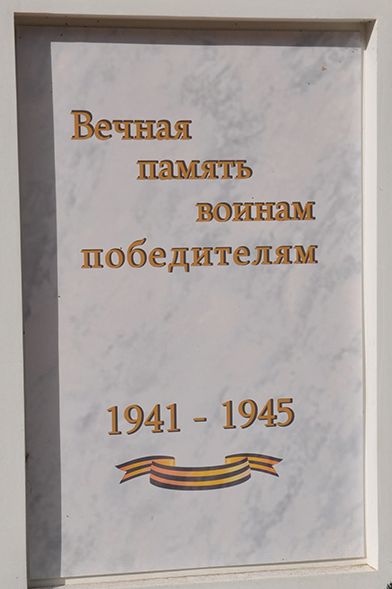 Вечная
память
воинам
победителям
1941 - 1945